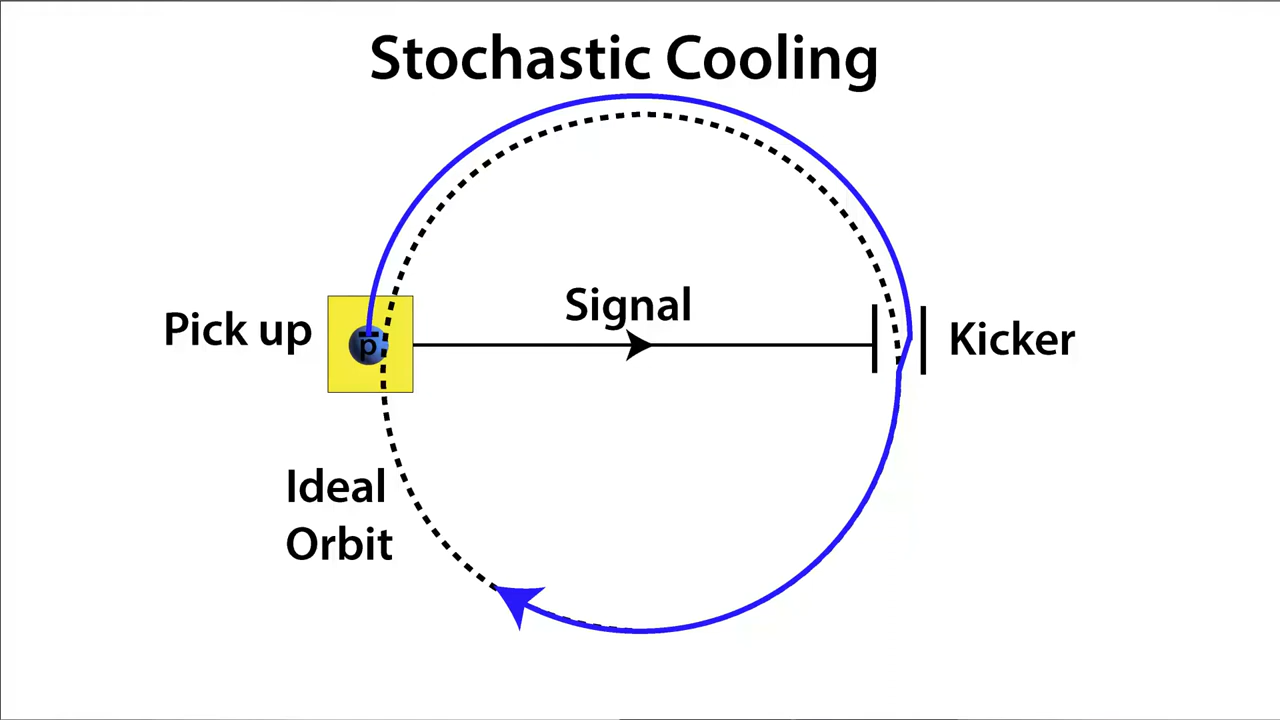 Stochastic Cooling
Signal
Pick up
p̅
Kicker
Ideal
Orbit